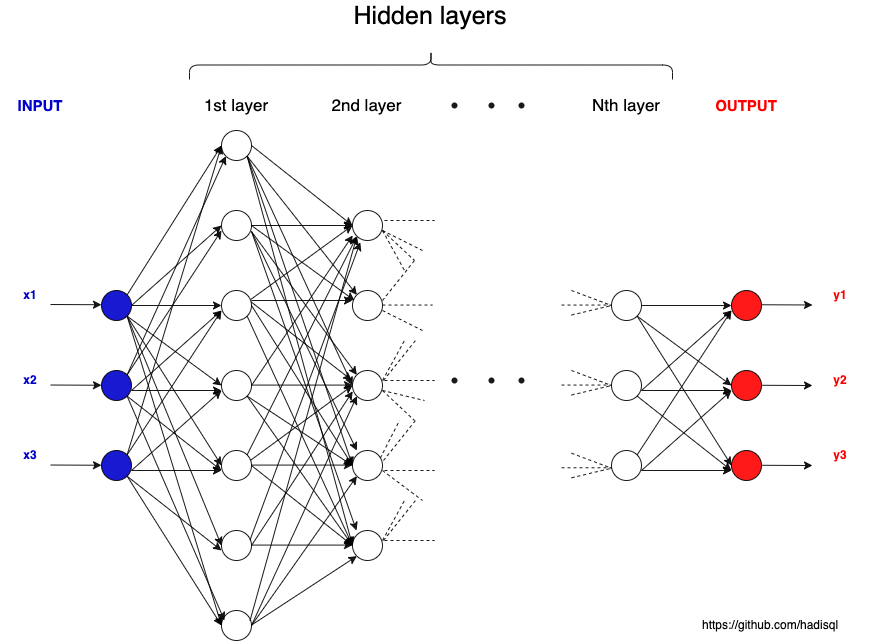 Hidden layers
INPUT
1st layer
2nd layer
• • •
Nth layer
OUTPUT
x1
y1
x2
• • •
y2
x3
y3
https://github.com/hadisql